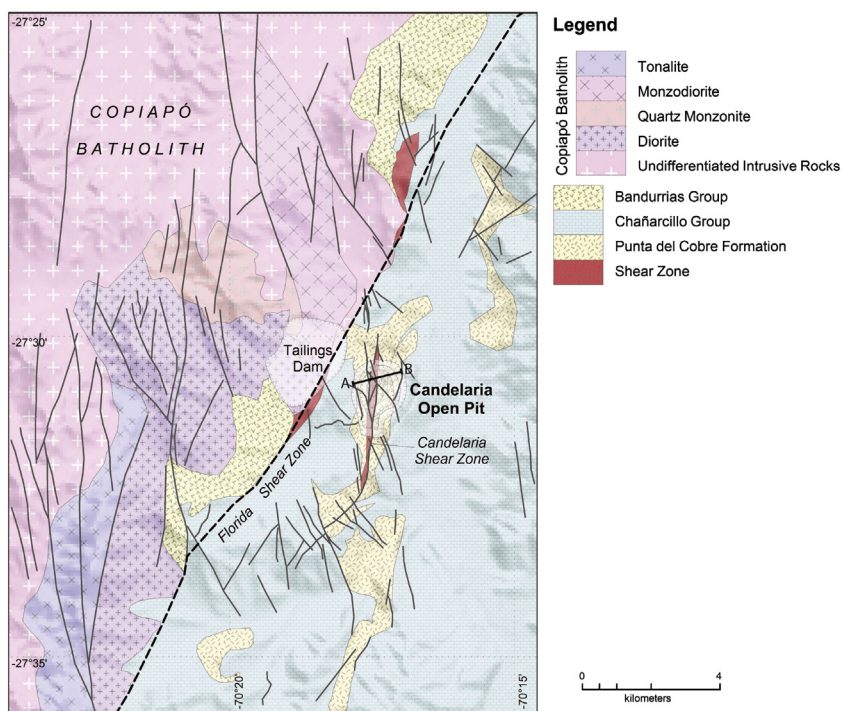 -27°25'
COPIAPÓ
BATHOLITH
-27°30'
Tailings
Dam
A
B
Candelaria
Open Pit
Candelaria
Shear Zone
Florida Shear Zone
-27°35'
-70°20'
-70°15'
Legend
Copiapó Batholith
Tonalite
Monzodiorite
Quartz Monzonite
Diorite
Undifferentiated Intrusive Rocks
Bandurrias Group
Chañarcillo Group
Punta del Cobre Formation
Shear Zone
0
4
kilometers